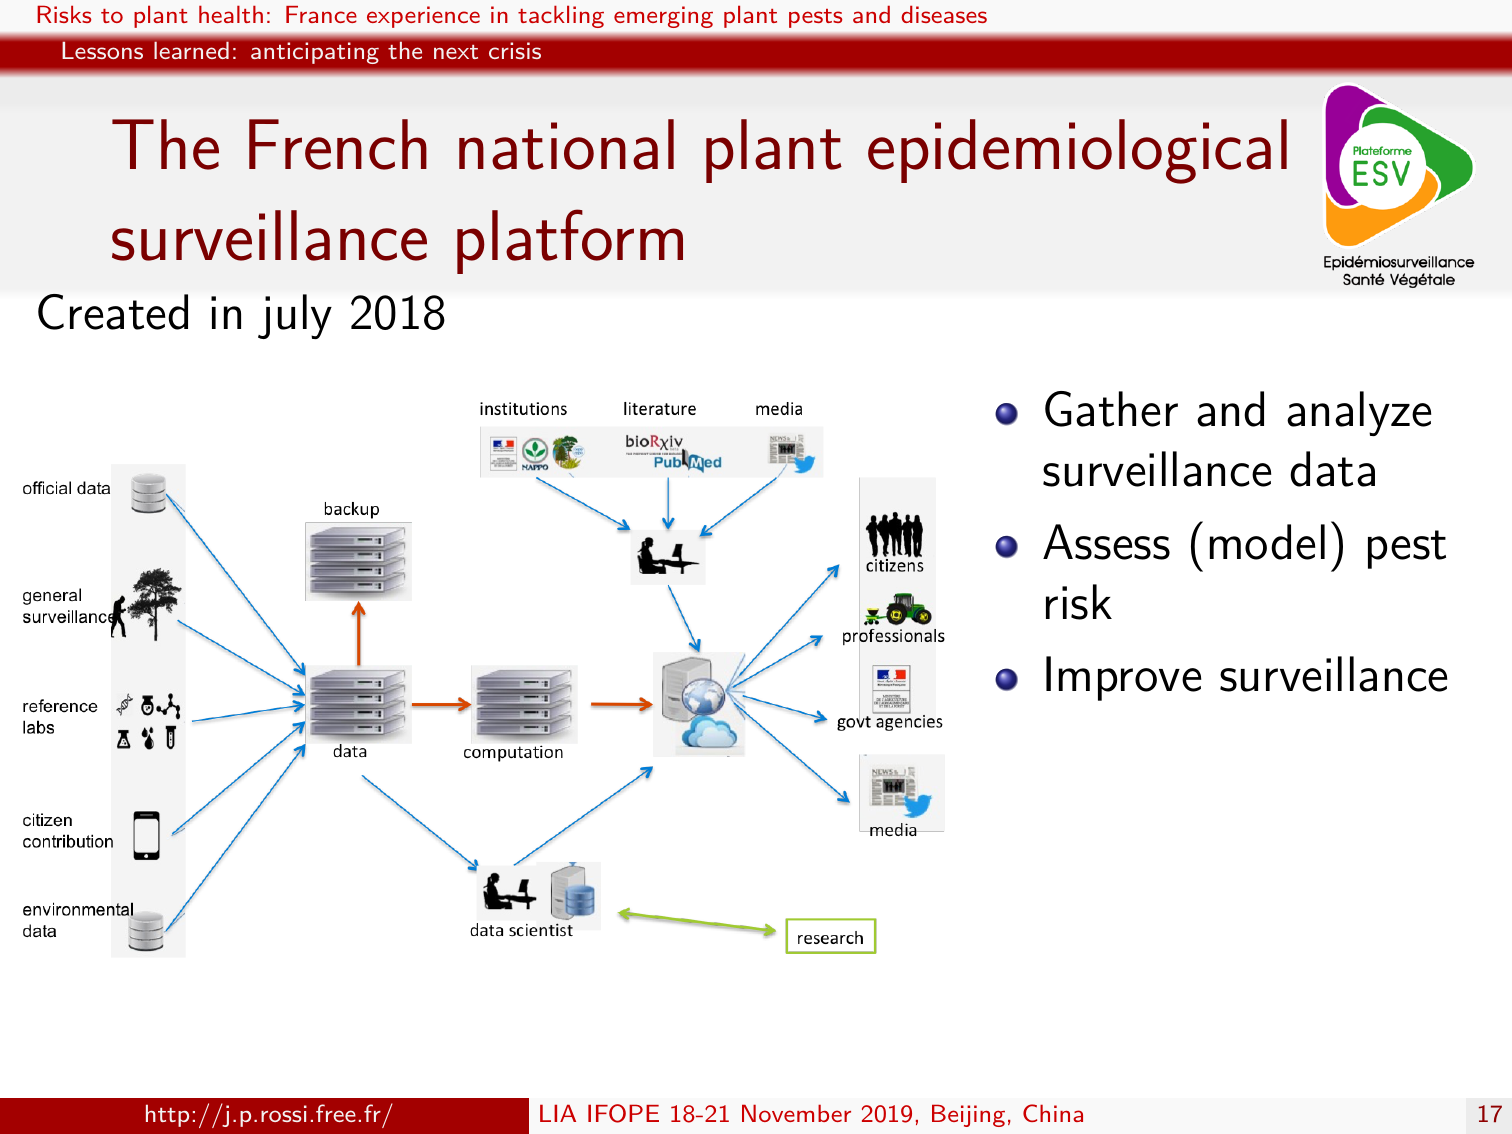 Risks to plant health: France experience in tackling emerging plant pests and diseases
Lessons learned: anticipating the next crisis
The French national plant epidemiological
surveillance platform
Plateforme
ESV
Epidémiosurveillance
Santé Végétale
Created in july 2018
institutions literature media
NAPPO
bioRxiv
PubMed
NEWS
official data
general
surveillance
reference
labs
citizen
contribution
environmental
data
backup
data
computation
data scientist
research
citizens
professionals
govt agencies
NEWS
media
Gather and analyze
surveillance data
Assess (model) pest
risk
Improve surveillance
http://j.p.rossi.free.fr/
LIA IFOPE 18-21 November 2019, Beijing, China
17